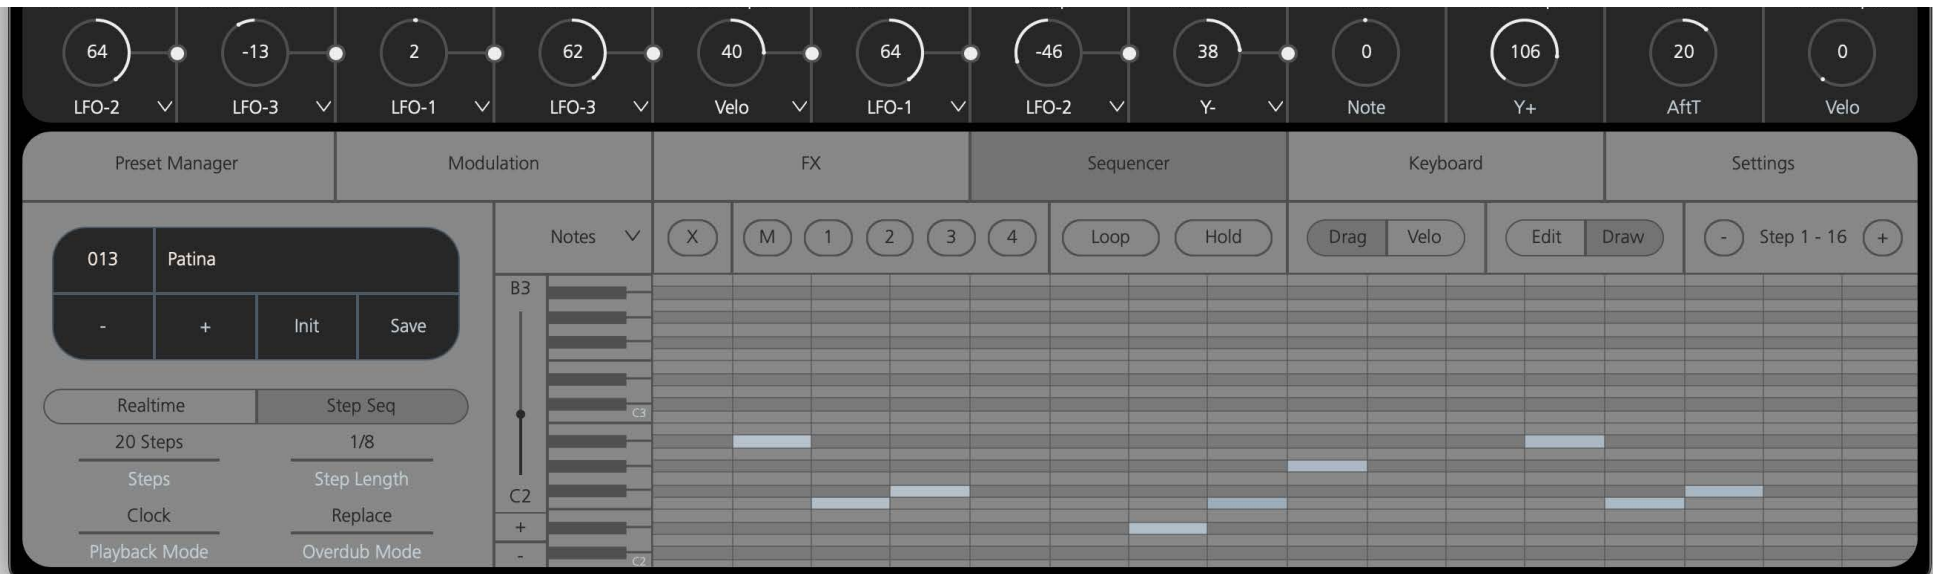 64 -13 2 62 40 64 -46 38 0 106 20 0
LFO-2 LFO-3 LFO-1 LFO-3 Velo LFO-1 LFO-2 Y- Note Y+ AftT Velo
Preset Manager Modulation FX Sequencer Keyboard Settings
Notes X M 1 2 3 4 Loop Hold Drag Velo Edit Draw - Step 1 - 16 +
013 Patina
- + Init Save
Realtime Step Seq
20 Steps 1/8
Steps Step Length
Clock Replace
Playback Mode Overdub Mode
B3
C3
C2
+
-
C2